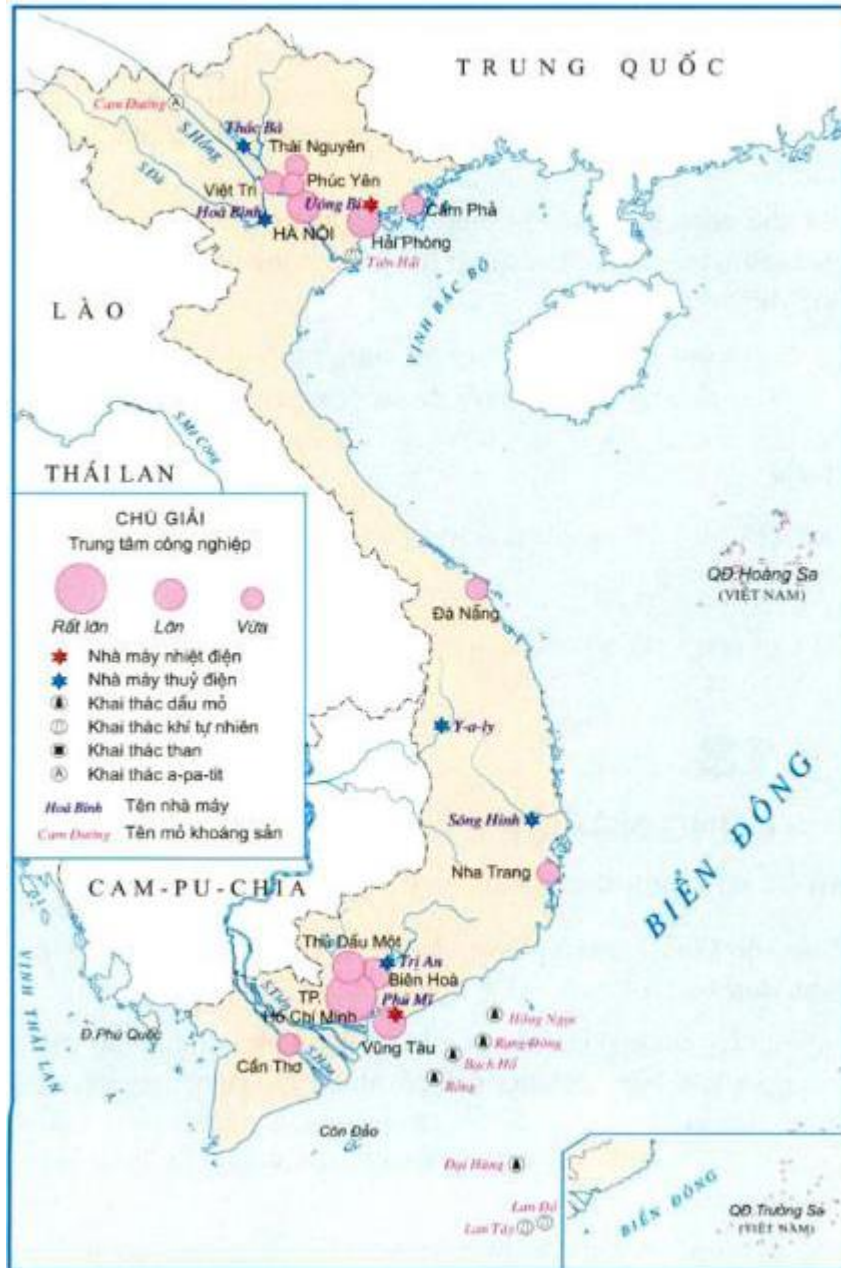 TRUNG QUỐC
Cam Đường
A
S.Hồng
Thác Bà
Thái Nguyên
S.Đà
Việt Trì
Phúc Yên
Uông Bí
Cẩm Phả
Hoà Bình
HÀ NỘI
Hải Phòng
Tiền Hải
LÀO
VỊNH BẮC BỘ
S.Mê Công
THÁI LAN
CHÚ GIẢI
Trung tâm công nghiệp
Rất lớn
Lớn
Vừa
Nhà máy nhiệt điện
Nhà máy thuỷ điện
Khai thác dầu mỏ
Khai thác khí tự nhiên
Khai thác than
A Khai thác a-pa-tit
Hoà Bình Tên nhà máy
Cam Đường Tên mỏ khoáng sản
QĐ.Hoàng Sa
(VIỆT NAM)
Đà Nẵng
Y-a-ly
Sông Hinh
BIỂN ĐÔNG
Nha Trang
CAM-PU-CHIA
Thủ Dầu Một
Trị An
Biên Hoà
TP.
Hồ Chí Minh
Phú Mĩ
S.Tiền
Vũng Tàu
Cần Thơ
VỊNH THÁI LAN
Đ.Phú Quốc
Hồng Ngọc
Rạng Đông
Bạch Hổ
Rồng
Côn Đảo
Đại Hùng
Lan Đỏ
Lan Tây
BIỂN ĐÔNG
QĐ.Trường Sa
(VIỆT NAM)